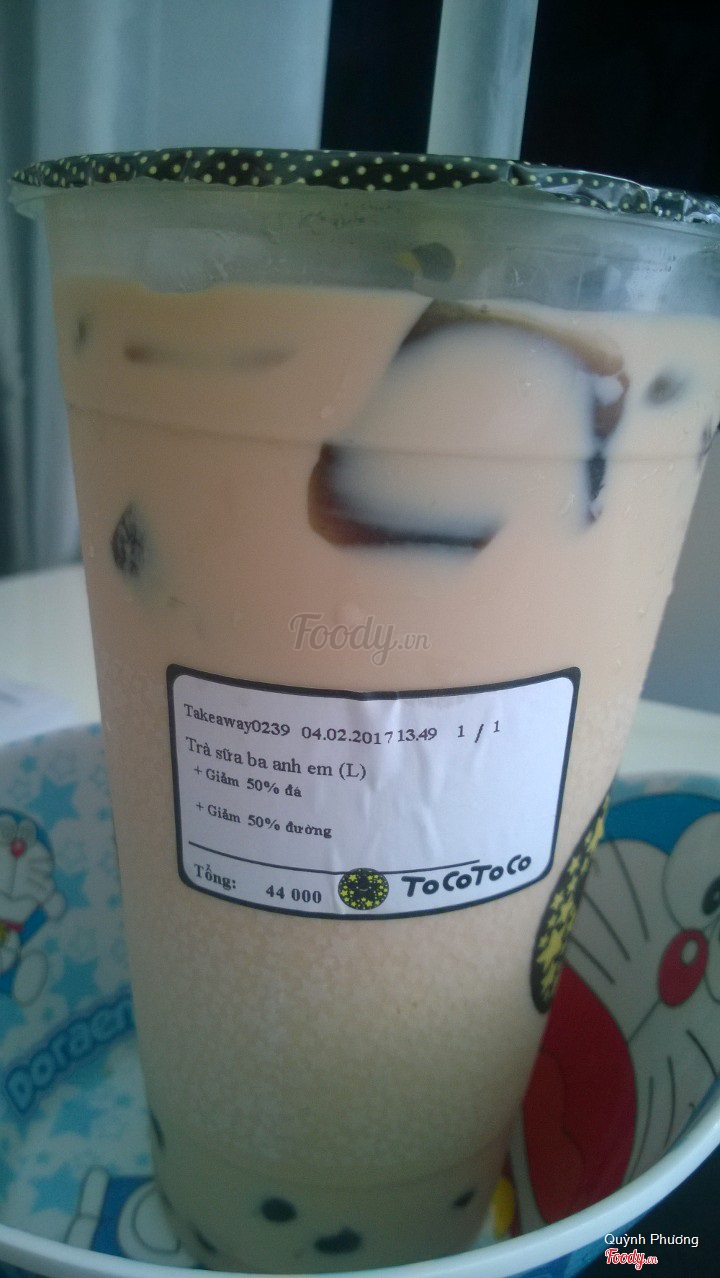 Foody.vn
Takeaway0239 04.02.2017 13.49 1 / 1
Trà sữa ba anh em (L)
+ Giảm 50% đá
+ Giảm 50% đường
Tổng: 44 000 ToCoToCo
Doraem
Quỳnh Phương
Foody.vn